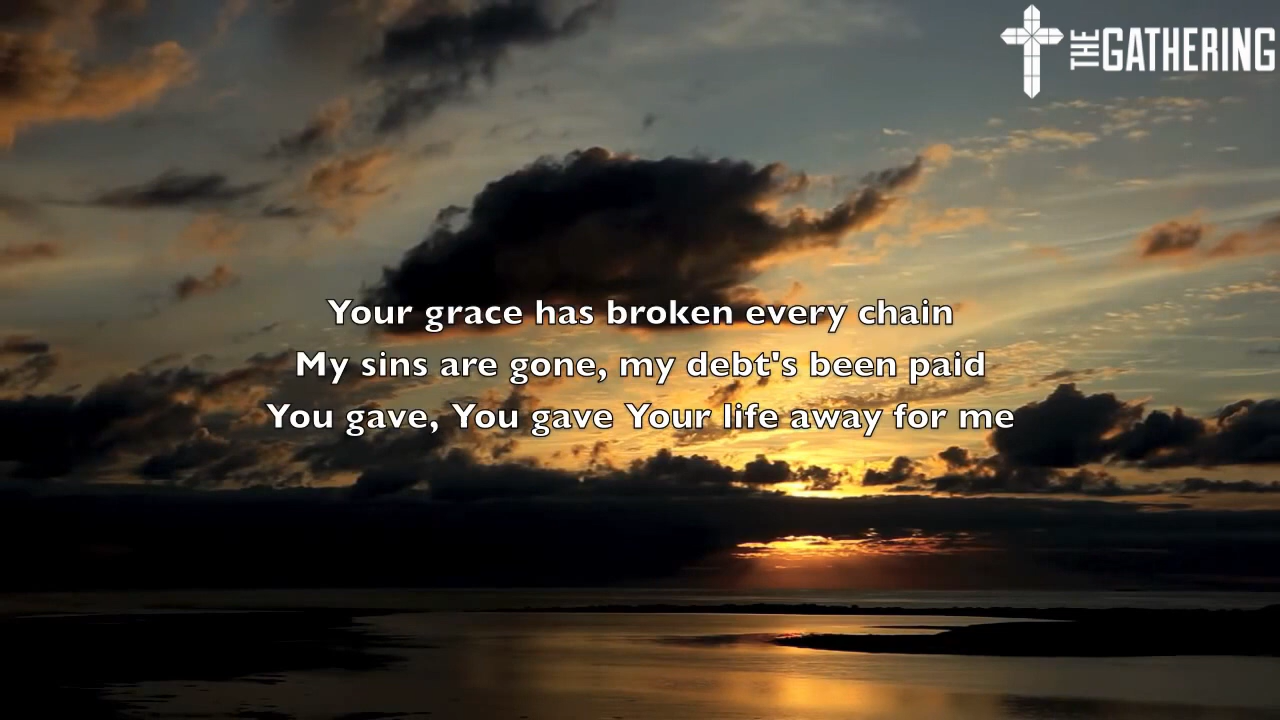 THE GATHERING
Your grace has broken every chain
My sins are gone, my debt's been paid
You gave, You gave Your life away for me